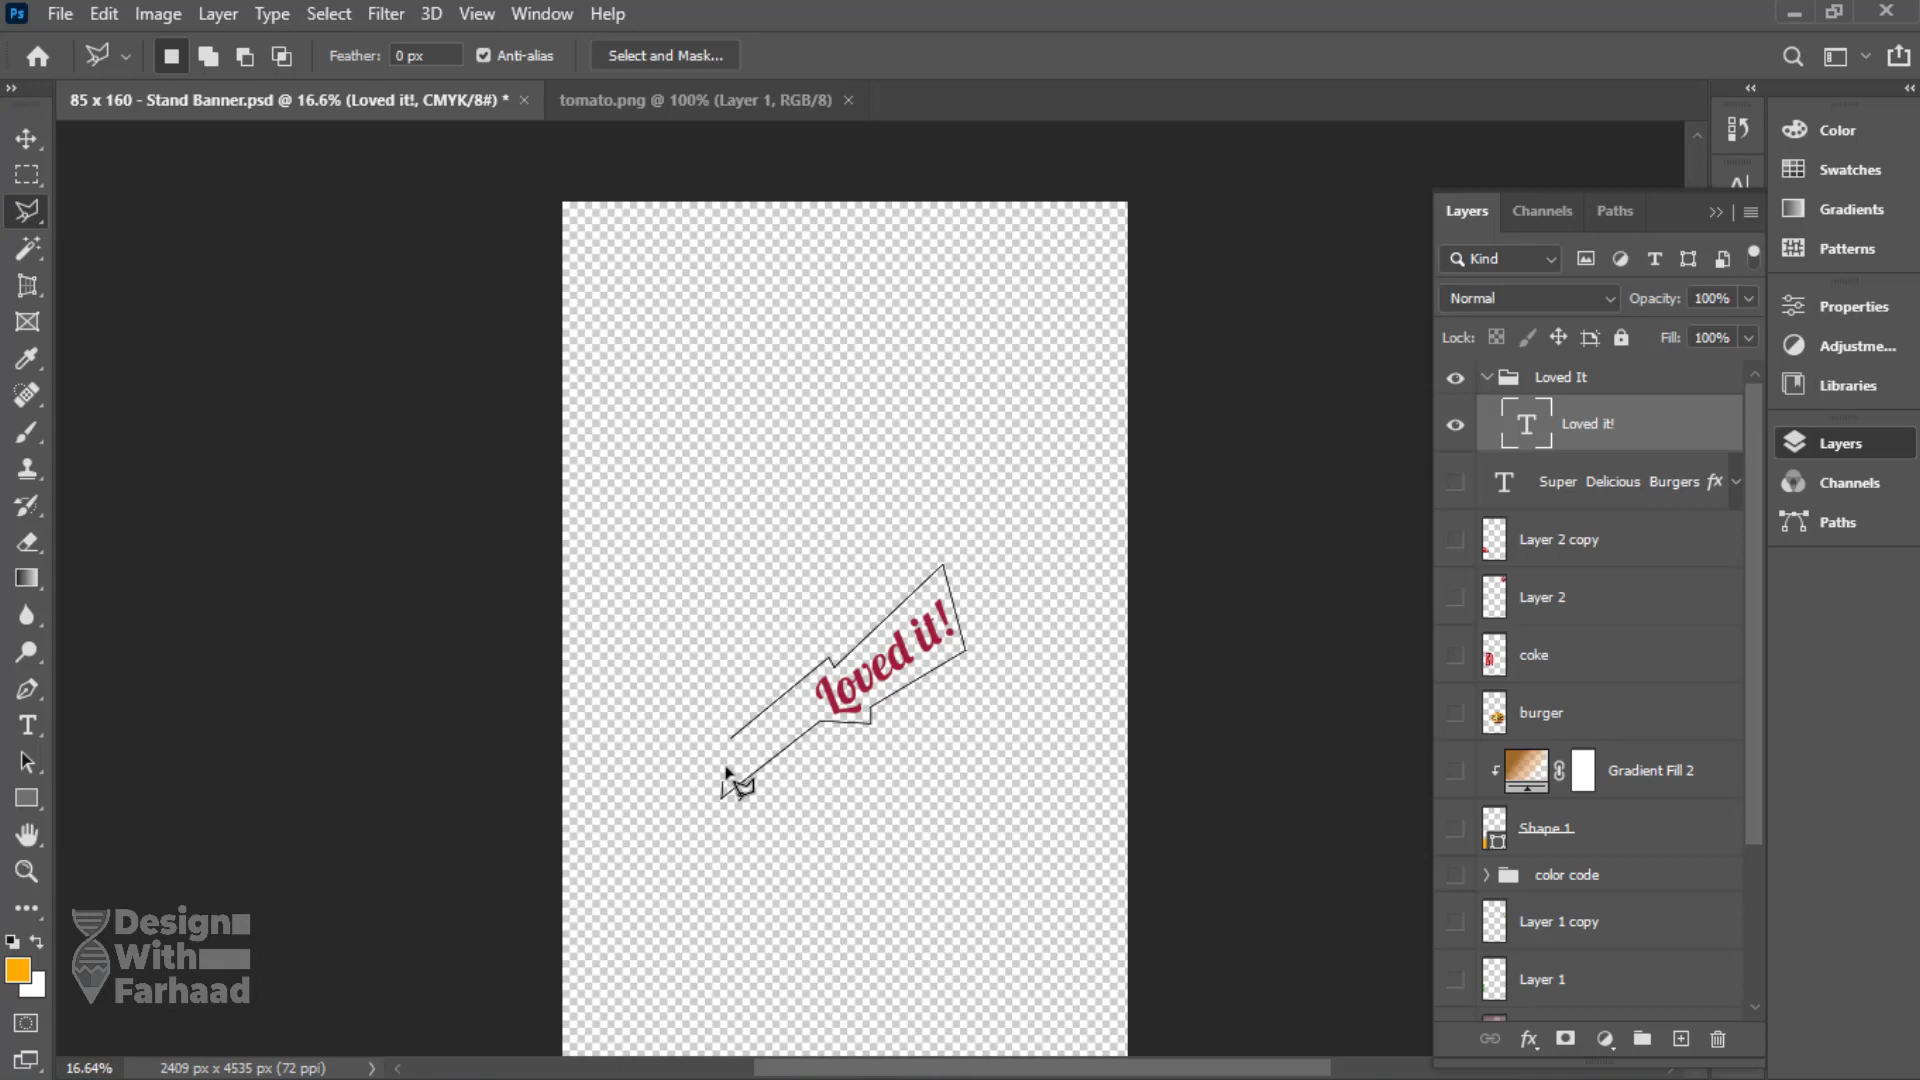 Ps File Edit Image Layer Type Select Filter 3D View Window Help
Feather: 0 px Anti-alias Select and Mask...
85 x 160 - Stand Banner.psd @ 16.6% (Loved it!, CMYK/8#) *
tomato.png @ 100% (Layer 1, RGB/8)
Color
Swatches
Gradients
Patterns
Properties
Adjustme...
Libraries
Layers
Channels
Paths
Layers Channels Paths
Kind
Normal Opacity: 100%
Lock: Fill: 100%
Loved It
T Loved it!
T Super Delicious Burgers fx
Layer 2 copy
Layer 2
coke
burger
Gradient Fill 2
Shape 1
color code
Layer 1 copy
Layer 1
fx
Loved it!
Design
With
Farhaad
16.64% 2409 px x 4535 px (72 ppi)